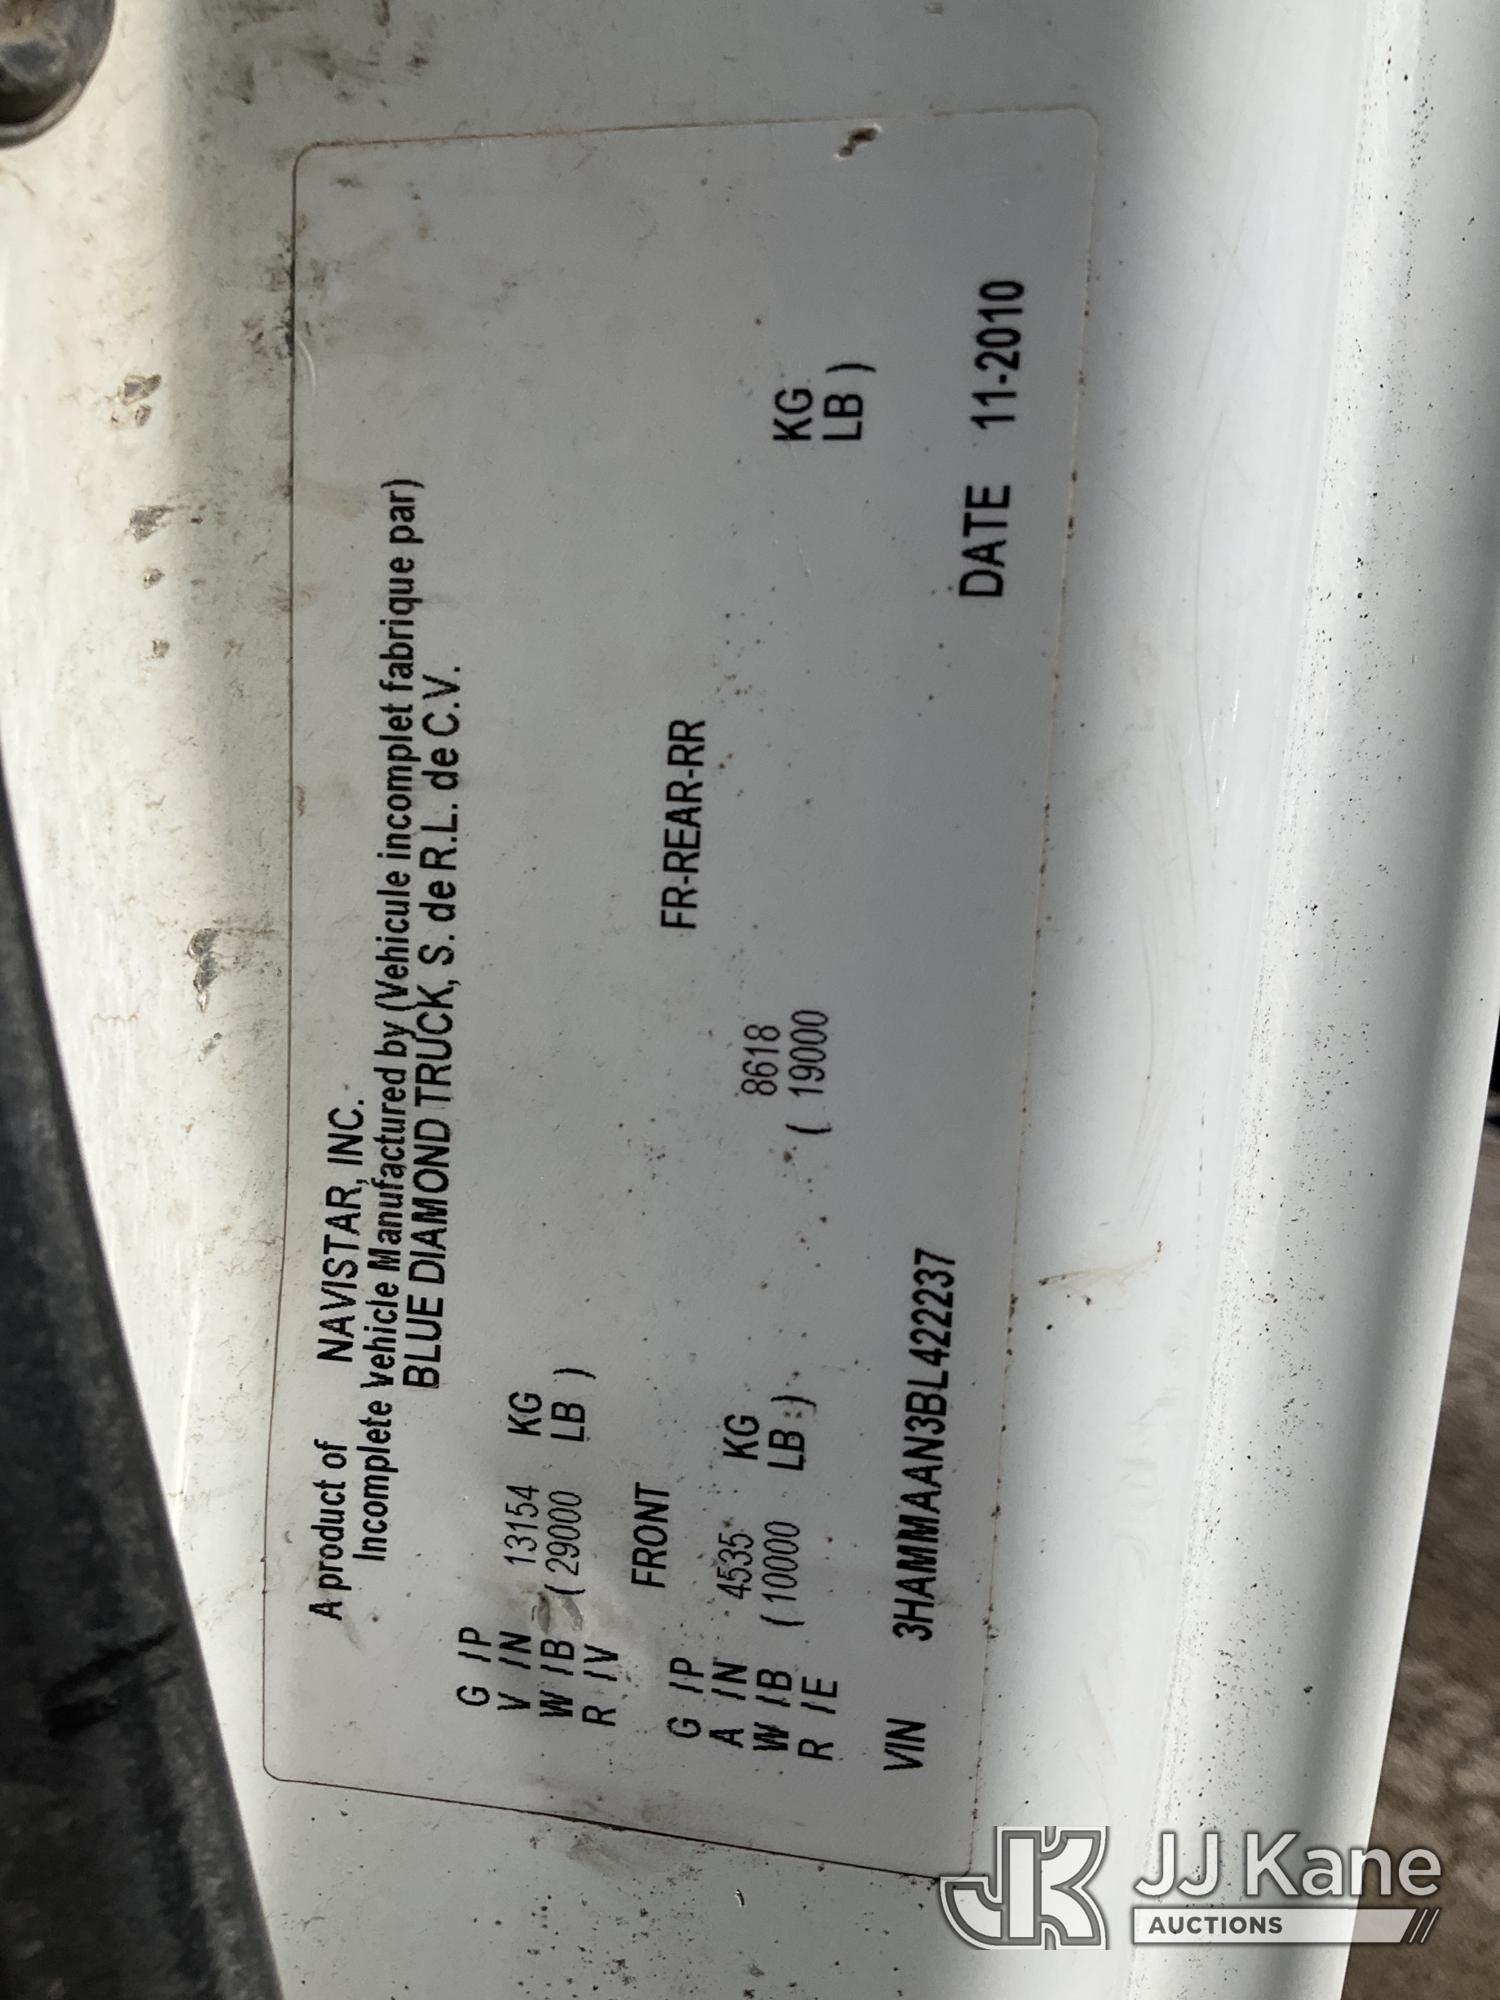 A product of NAVISTAR, INC.
Incomplete Vehicle Manufactured by (Vehicule incomplet fabrique par)
BLUE DIAMOND TRUCK, S. de R.L. de C.V.
G /P
V /N 13154 KG
W /B ( 29000 LB )
R /V
FRONT FR-REAR-RR
G /P
A /N 4535 KG 8618 KG
W /B ( 10000 LB ) ( 19000 LB )
R /E
VIN 3HAMMAAN3BL422237 DATE 11-2010
JK JJ Kane
AUCTIONS